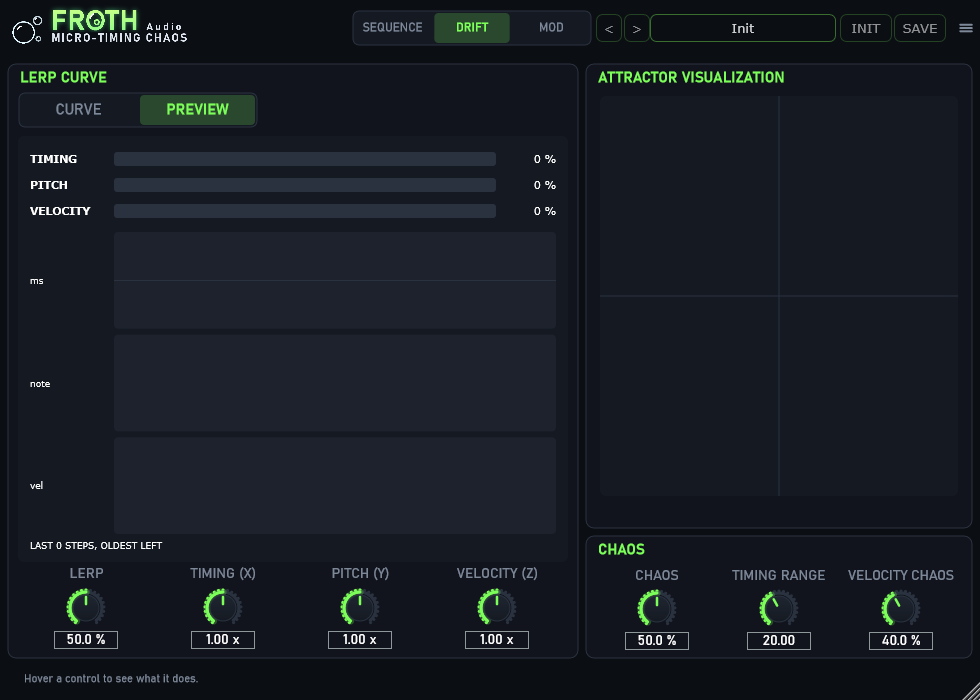 FROTH Audio
MICRO-TIMING CHAOS
SEQUENCE DRIFT MOD
< > Init INIT SAVE
LERP CURVE
CURVE PREVIEW
TIMING 0 %
PITCH 0 %
VELOCITY 0 %
ms
note
vel
LAST 0 STEPS, OLDEST LEFT
LERP TIMING (X) PITCH (Y) VELOCITY (Z)
50.0 % 1.00 x 1.00 x 1.00 x
ATTRACTOR VISUALIZATION
CHAOS
CHAOS TIMING RANGE VELOCITY CHAOS
50.0 % 20.00 40.0 %
Hover a control to see what it does.